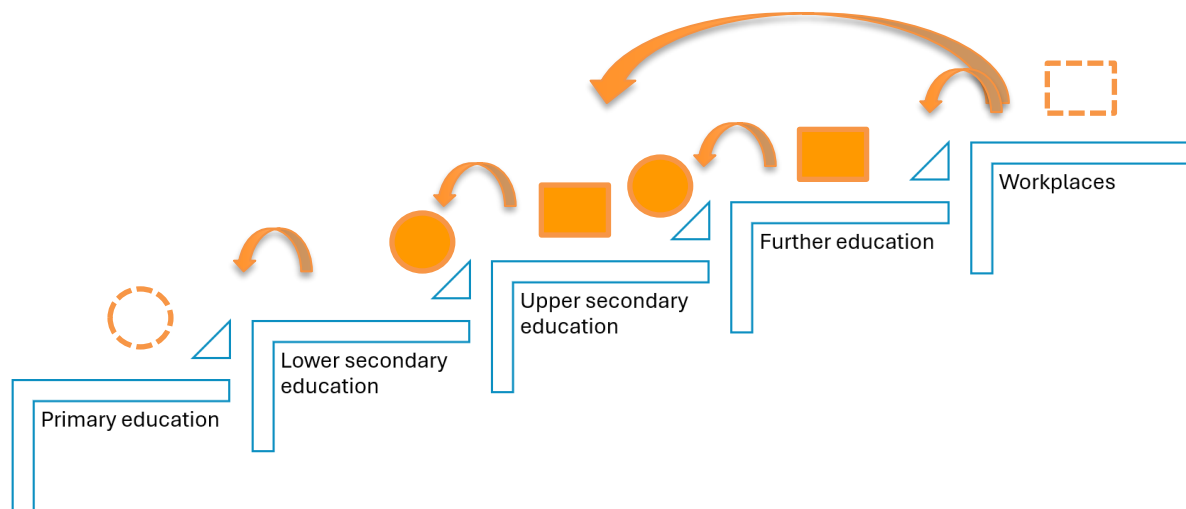 Primary education
Lower secondary
education
Upper secondary
education
Further education
Workplaces